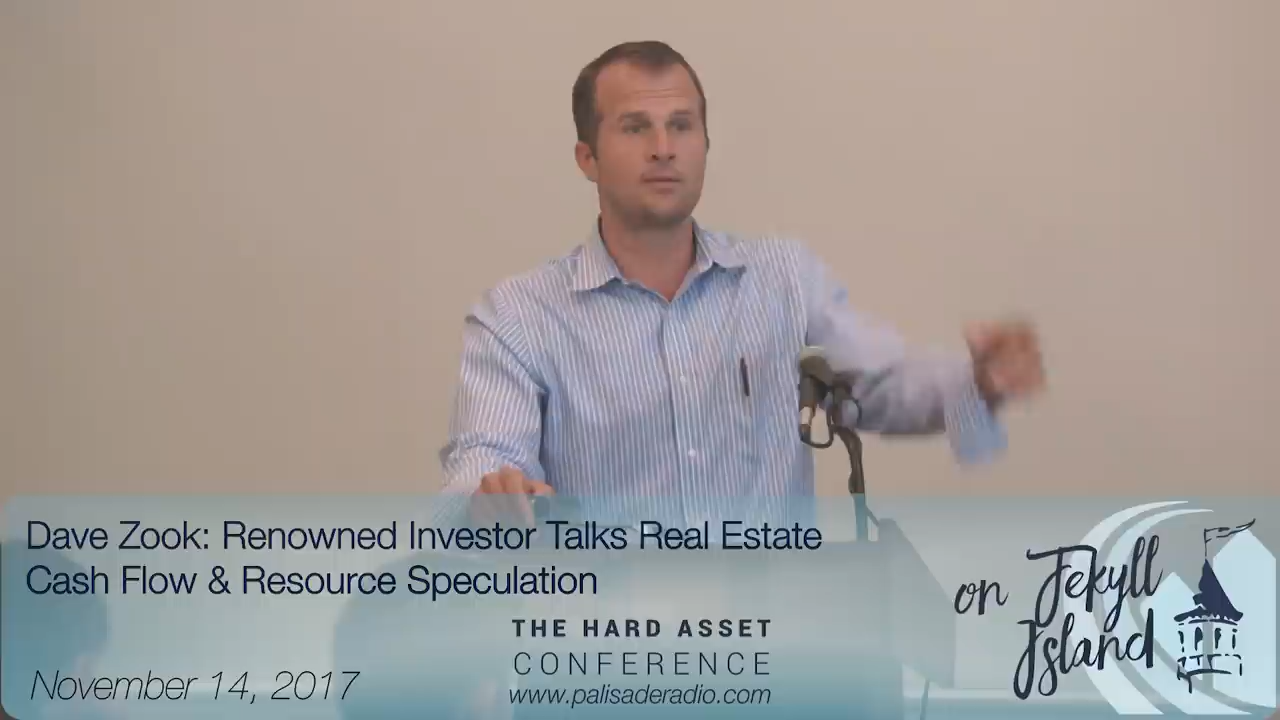 Dave Zook: Renowned Investor Talks Real Estate
Cash Flow & Resource Speculation
THE HARD ASSET
CONFERENCE
www.palisaderadio.com
November 14, 2017
on Jekyll
Island